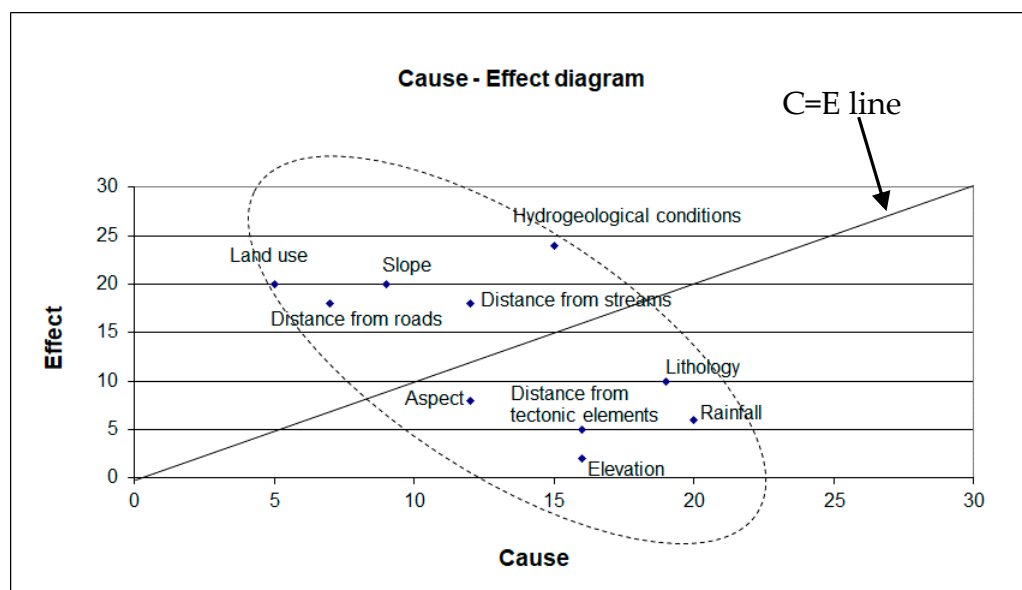 Cause - Effect diagram
C=E line
30
25
20
15
10
5
0
Effect
Hydrogeological conditions
Land use
Slope
Distance from streams
Distance from roads
Lithology
Aspect
Distance from
tectonic elements
Rainfall
Elevation
0
5
10
15
20
25
30
Cause